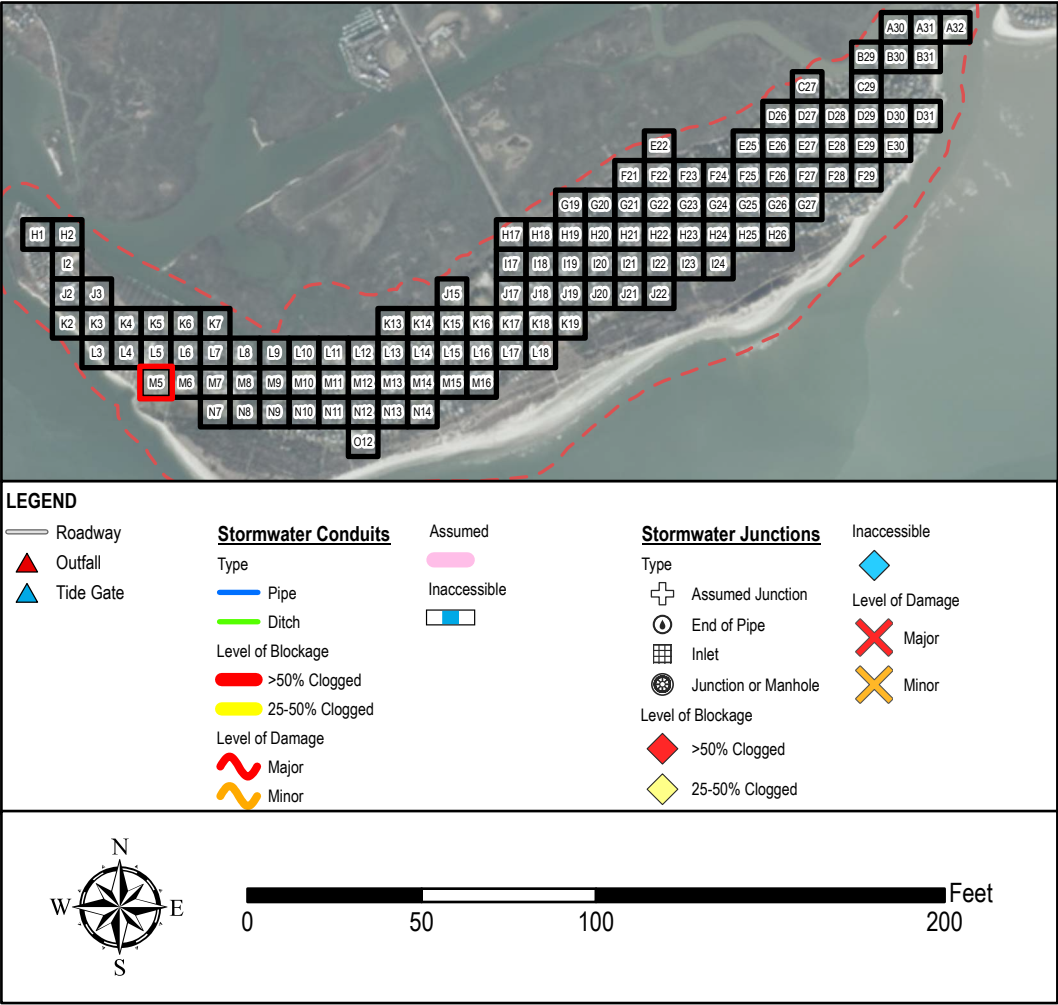 A30 A31 A32
B29 B30 B31
C27 C29
D26 D27 D28 D29 D30 D31
E22 E25 E26 E27 E28 E29 E30
F21 F22 F23 F24 F25 F26 F27 F28 F29
G19 G20 G21 G22 G23 G24 G25 G26 G27
H1 H2 H17 H18 H19 H20 H21 H22 H23 H24 H25 H26
I2 I17 I18 I19 I20 I21 I22 I23 I24
J2 J3 J15 J17 J18 J19 J20 J21 J22
K2 K3 K4 K5 K6 K7 K13 K14 K15 K16 K17 K18 K19
L3 L4 L5 L6 L7 L8 L9 L10 L11 L12 L13 L14 L15 L16 L17 L18
M5 M6 M7 M8 M9 M10 M11 M12 M13 M14 M15 M16
N7 N8 N9 N10 N11 N12 N13 N14
O12
LEGEND
Roadway
Outfall
Tide Gate
Stormwater Conduits
Type
Pipe
Ditch
Level of Blockage
>50% Clogged
25-50% Clogged
Level of Damage
Major
Minor
Assumed
Inaccessible
Stormwater Junctions
Type
Assumed Junction
End of Pipe
Inlet
Junction or Manhole
Level of Blockage
>50% Clogged
25-50% Clogged
Inaccessible
Level of Damage
Major
Minor
N
W E
S
Feet
0 50 100 200